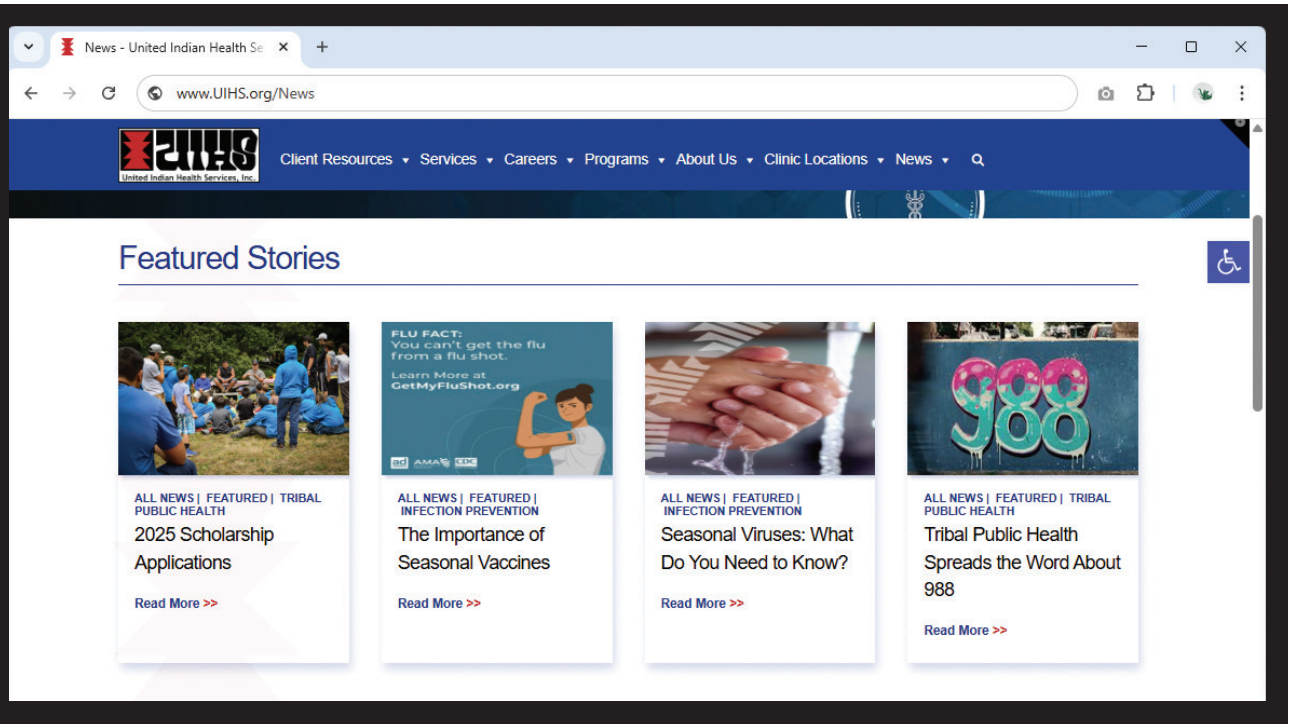 News - United Indian Health Se
www.UIHS.org/News
UIHS
United Indian Health Services, Inc.
Client Resources Services Careers Programs About Us Clinic Locations News
Featured Stories
FLU FACT:
You can't get the flu
from a flu shot.
Learn More at
GetMyFluShot.org
ad AMA CDC
988
ALL NEWS | FEATURED | TRIBAL
PUBLIC HEALTH
2025 Scholarship
Applications
Read More >>
ALL NEWS | FEATURED |
INFECTION PREVENTION
The Importance of
Seasonal Vaccines
Read More >>
ALL NEWS | FEATURED |
INFECTION PREVENTION
Seasonal Viruses: What
Do You Need to Know?
Read More >>
ALL NEWS | FEATURED | TRIBAL
PUBLIC HEALTH
Tribal Public Health
Spreads the Word About
988
Read More >>